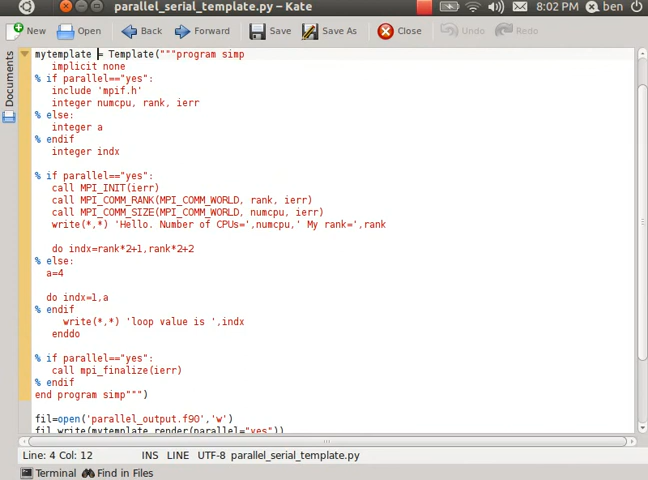 parallel_serial_template.py - Kate
8:02 PM ben
New Open Back Forward Save Save As Close Undo Redo
Documents
mytemplate = Template("""program simp
implicit none
% if parallel=="yes":
include 'mpif.h'
integer numcpu, rank, ierr
% else:
integer a
% endif
integer indx
% if parallel=="yes":
call MPI_INIT(ierr)
call MPI_COMM_RANK(MPI_COMM_WORLD, rank, ierr)
call MPI_COMM_SIZE(MPI_COMM_WORLD, numcpu, ierr)
write(*,*) 'Hello. Number of CPUs=',numcpu,' My rank=',rank
do indx=rank*2+1,rank*2+2
% else:
a=4
do indx=1,a
% endif
write(*,*) 'loop value is ',indx
enddo
% if parallel=="yes":
call mpi_finalize(ierr)
% endif
end program simp""")
fil=open('parallel_output.f90','w')
fil.write(mytemplate.render(parallel="yes"))
Line: 4 Col: 12 INS LINE UTF-8 parallel_serial_template.py
Terminal Find in Files